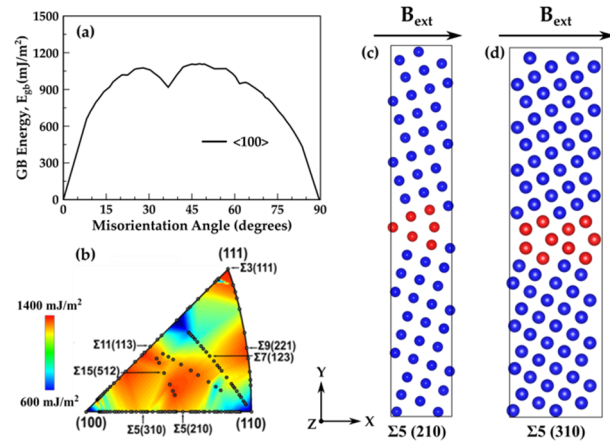 (a)
1500
1200
900
600
300
0
GB Energy, E_gb (mJ/m²)
<100>
0 15 30 45 60 75 90
Misorientation Angle (degrees)
(b)
(111)
Σ3(111)
1400 mJ/m²
600 mJ/m²
Σ11(113)
Σ15(512)
Σ9(221)
Σ7(123)
(100)
Σ5(310)
Σ5(210)
(110)
B_ext
(c)
Σ5 (210)
B_ext
(d)
Σ5 (310)
Y
Z
X